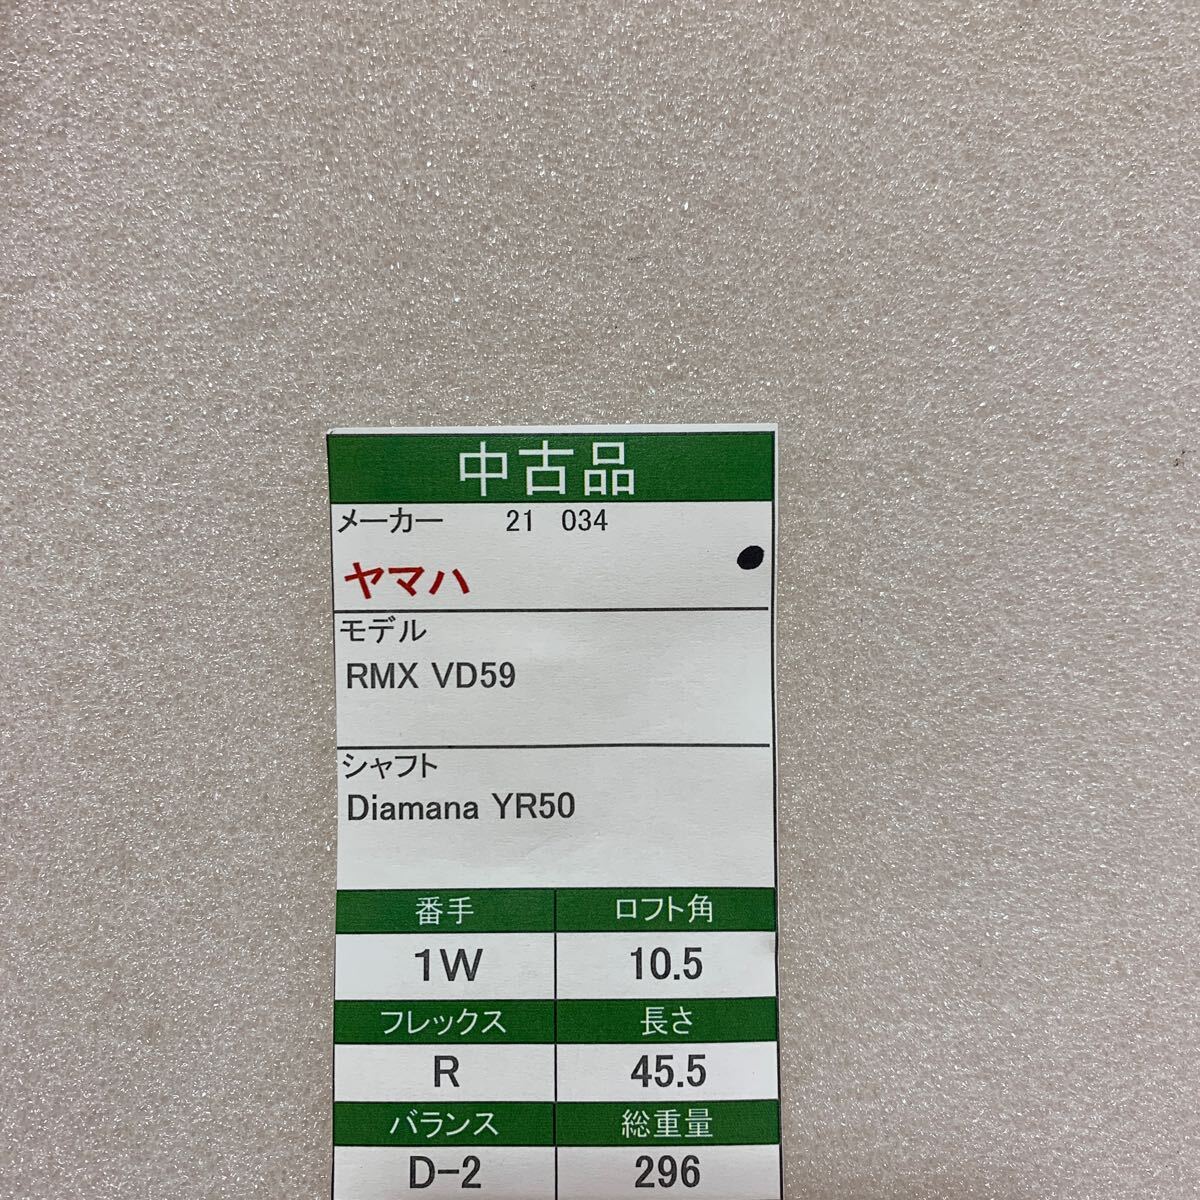 中古品
メーカー 21 034
ヤマハ
モデル
RMX VD59
シャフト
Diamana YR50
番手 ロフト角
1W 10.5
フレックス 長さ
R 45.5
バランス 総重量
D-2 296